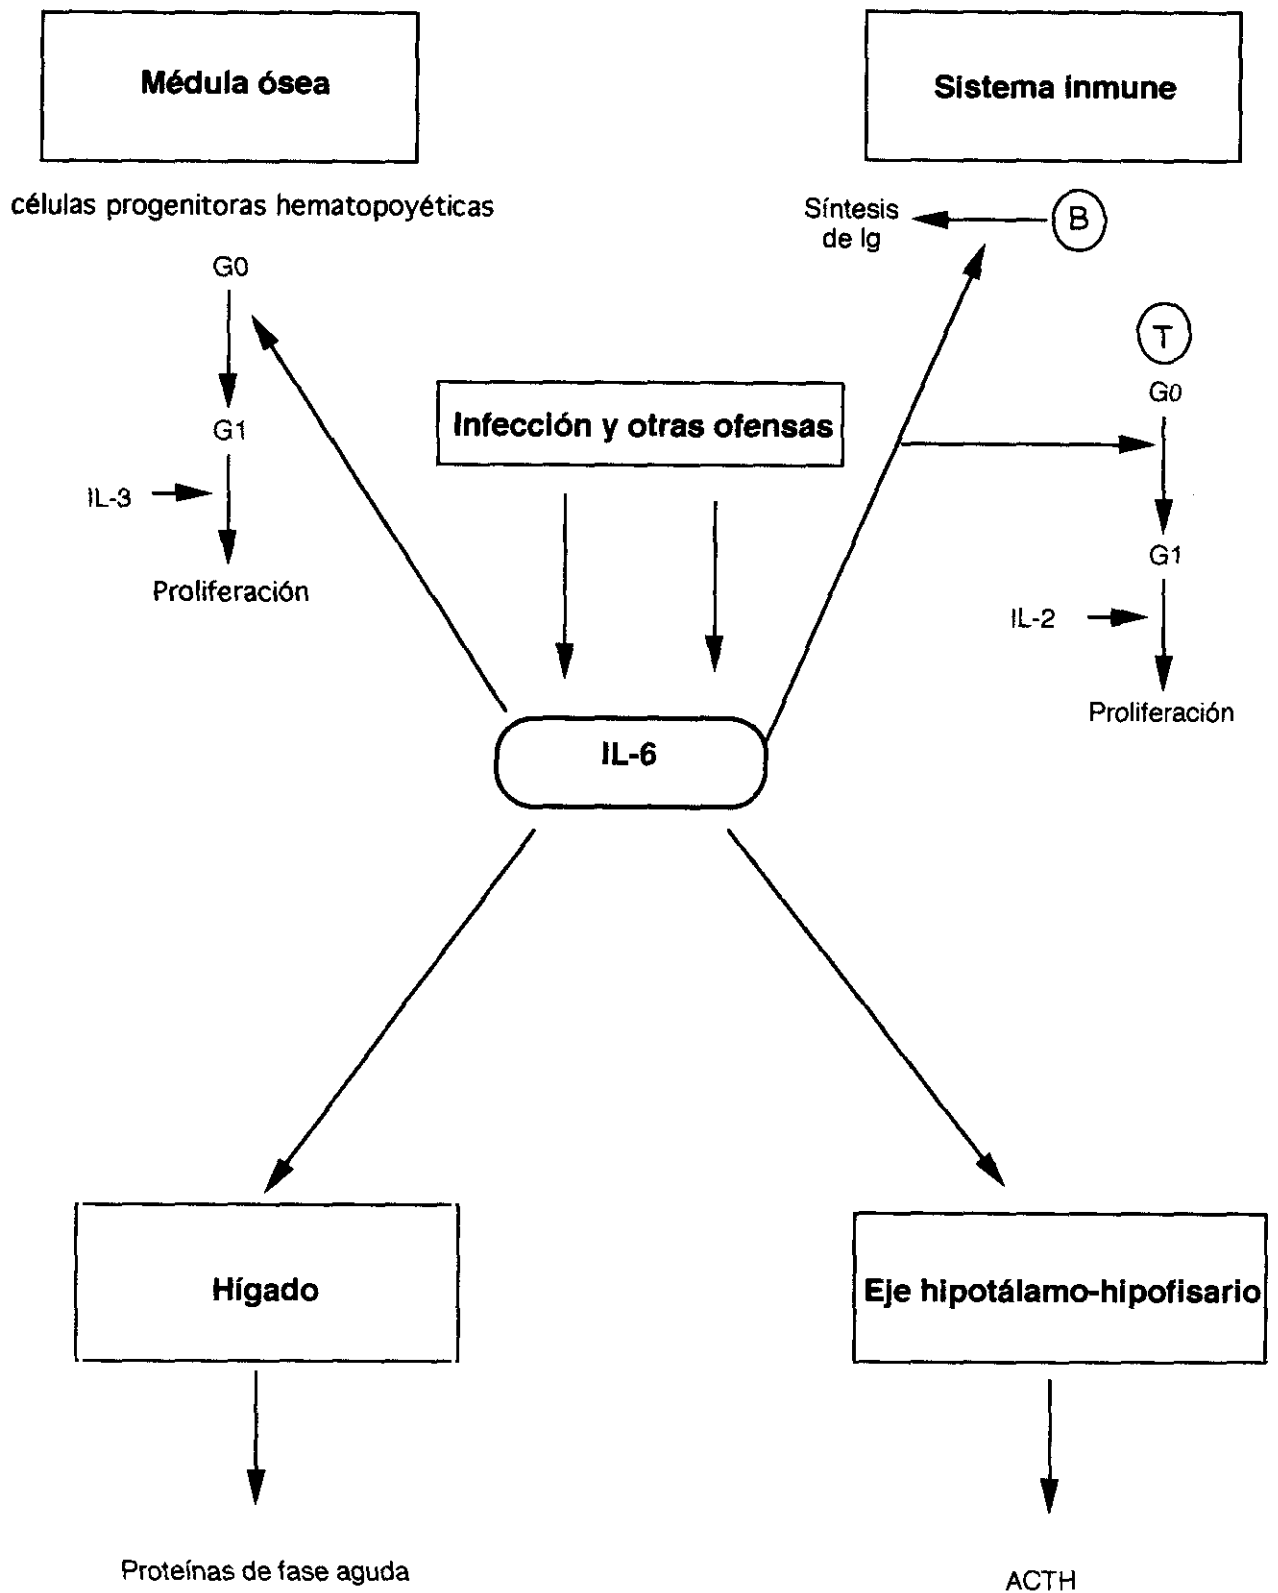 Médula ósea
células progenitoras hematopoyéticas
G0
G1
IL-3
Proliferación
Sistema inmune
Síntesis
de Ig
B
T
G0
G1
IL-2
Proliferación
Infección y otras ofensas
IL-6
Hígado
Proteínas de fase aguda
Eje hipotálamo-hipofisario
ACTH